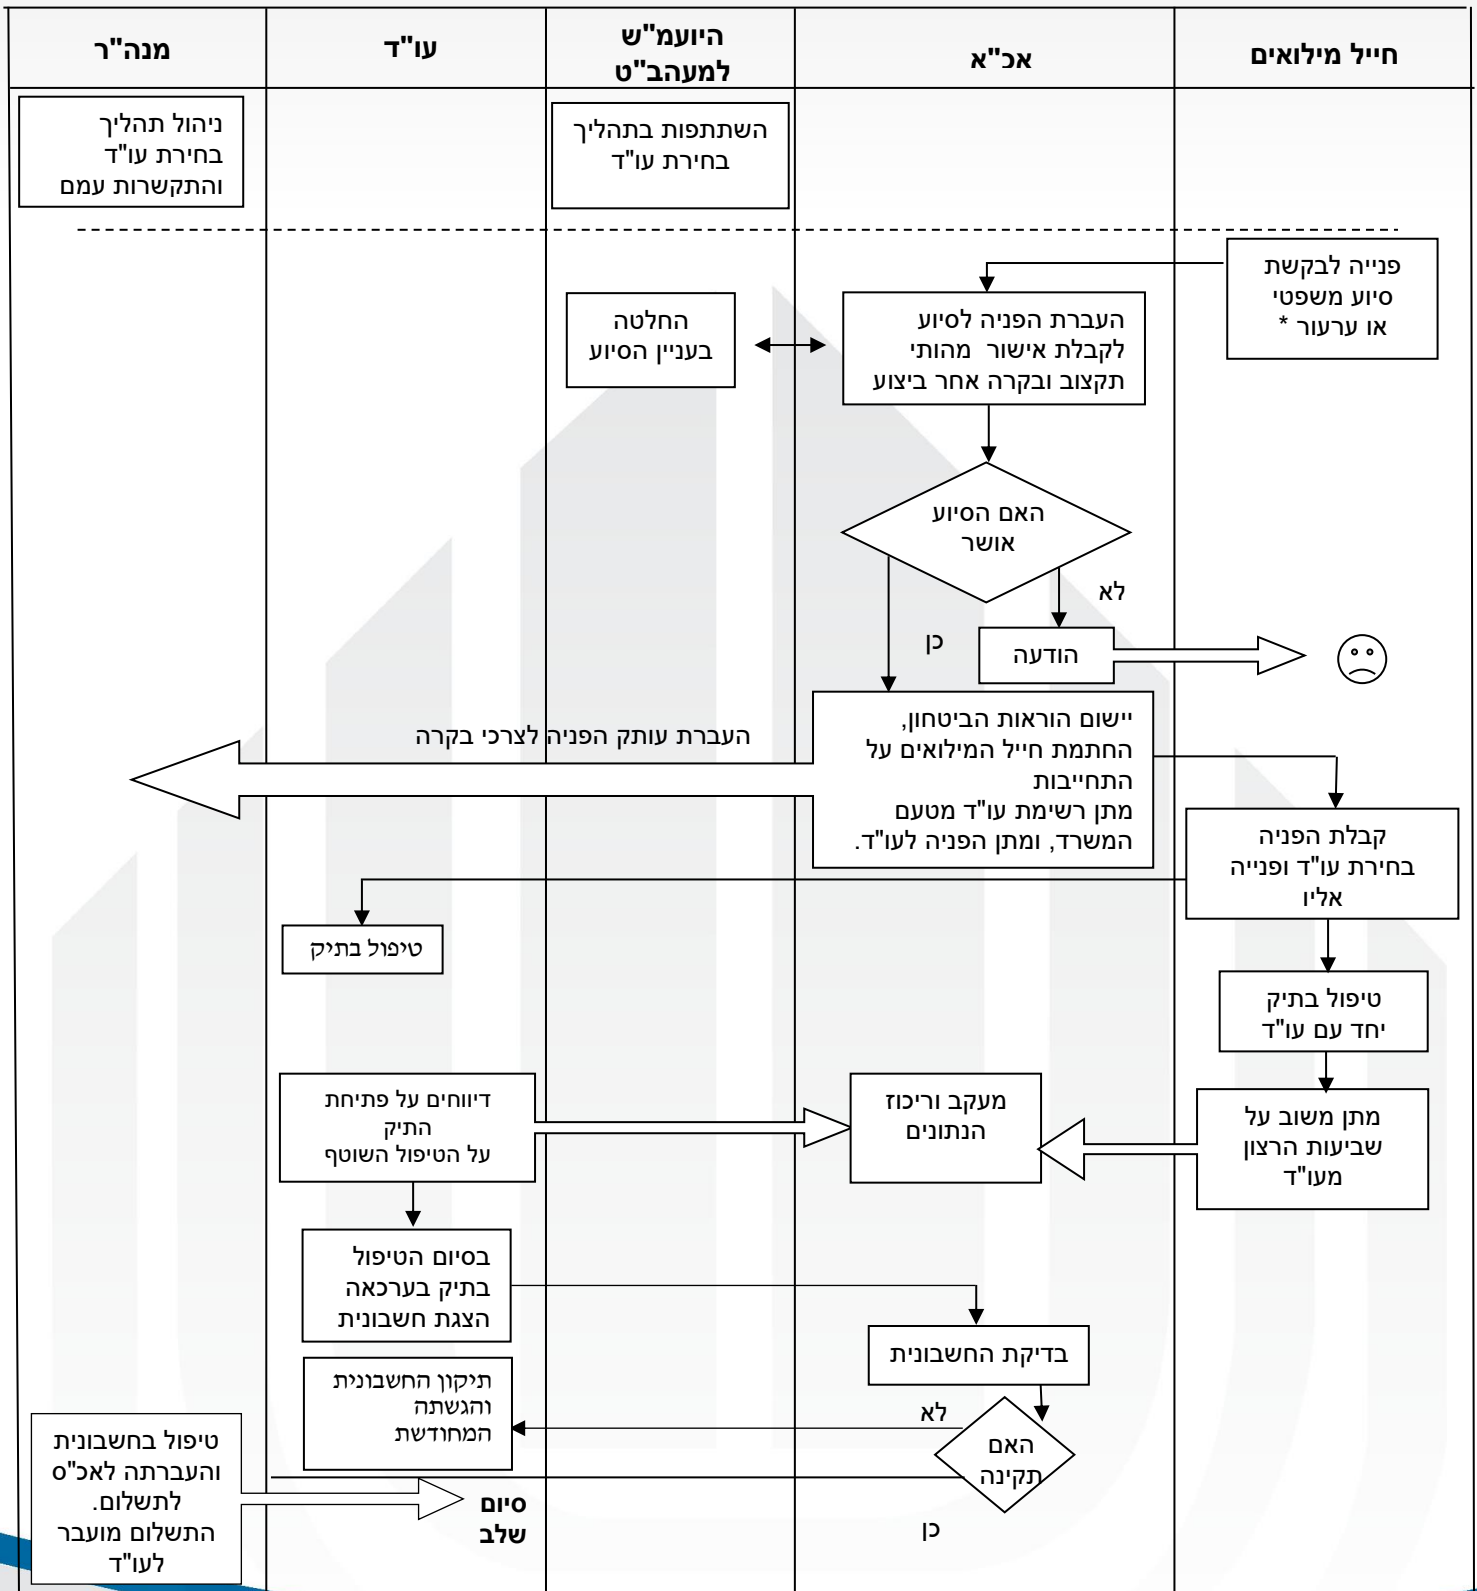 חייל מילואים
אכ"א
היועמ"ש
למעהב"ט
עו"ד
מנה"ר
השתתפות בתהליך
בחירת עו"ד
ניהול תהליך
בחירת עו"ד
והתקשרות עמם
פנייה לבקשת
סיוע משפטי
או ערעור *
העברת הפניה לסיוע
לקבלת אישור מהותי
תקצוב ובקרה אחר ביצוע
החלטה
בעניין הסיוע
האם הסיוע
אושר
לא
כן
הודעה
יישום הוראות הביטחון,
החתמת חייל המילואים על
התחייבות
מתן רשימת עו"ד מטעם
המשרד, ומתן הפניה לעו"ד.
העברת עותק הפניה לצרכי בקרה
קבלת הפניה
בחירת עו"ד ופנייה
אליו
טיפול בתיק
טיפול בתיק
יחד עם עו"ד
מתן משוב על
שביעות הרצון
מעו"ד
מעקב וריכוז
הנתונים
דיווחים על פתיחת
התיק
על הטיפול השוטף
בסיום הטיפול
בתיק בערכאה
הצגת חשבונית
בדיקת החשבונית
האם
תקינה
לא
כן
תיקון החשבונית
והגשתה
המחודשת
סיום
שלב
טיפול בחשבונית
והעברתה לאכ"ס
לתשלום.
התשלום מועבר
לעו"ד